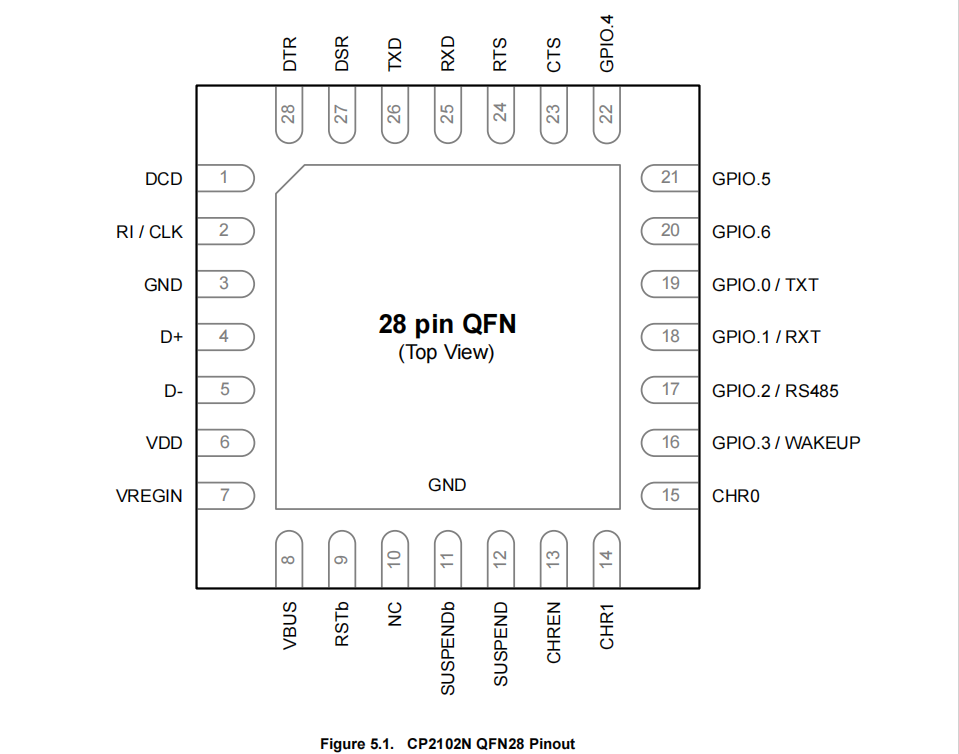 DTR
DSR
TXD
RXD
RTS
CTS
GPIO.4
28
27
26
25
24
23
22
DCD
1
21
GPIO.5
RI / CLK
2
20
GPIO.6
GND
3
19
GPIO.0 / TXT
D+
4
28 pin QFN
(Top View)
18
GPIO.1 / RXT
D-
5
17
GPIO.2 / RS485
VDD
6
16
GPIO.3 / WAKEUP
VREGIN
7
GND
15
CHR0
8
9
10
11
12
13
14
VBUS
RSTb
NC
SUSPENDb
SUSPEND
CHREN
CHR1
Figure 5.1. CP2102N QFN28 Pinout